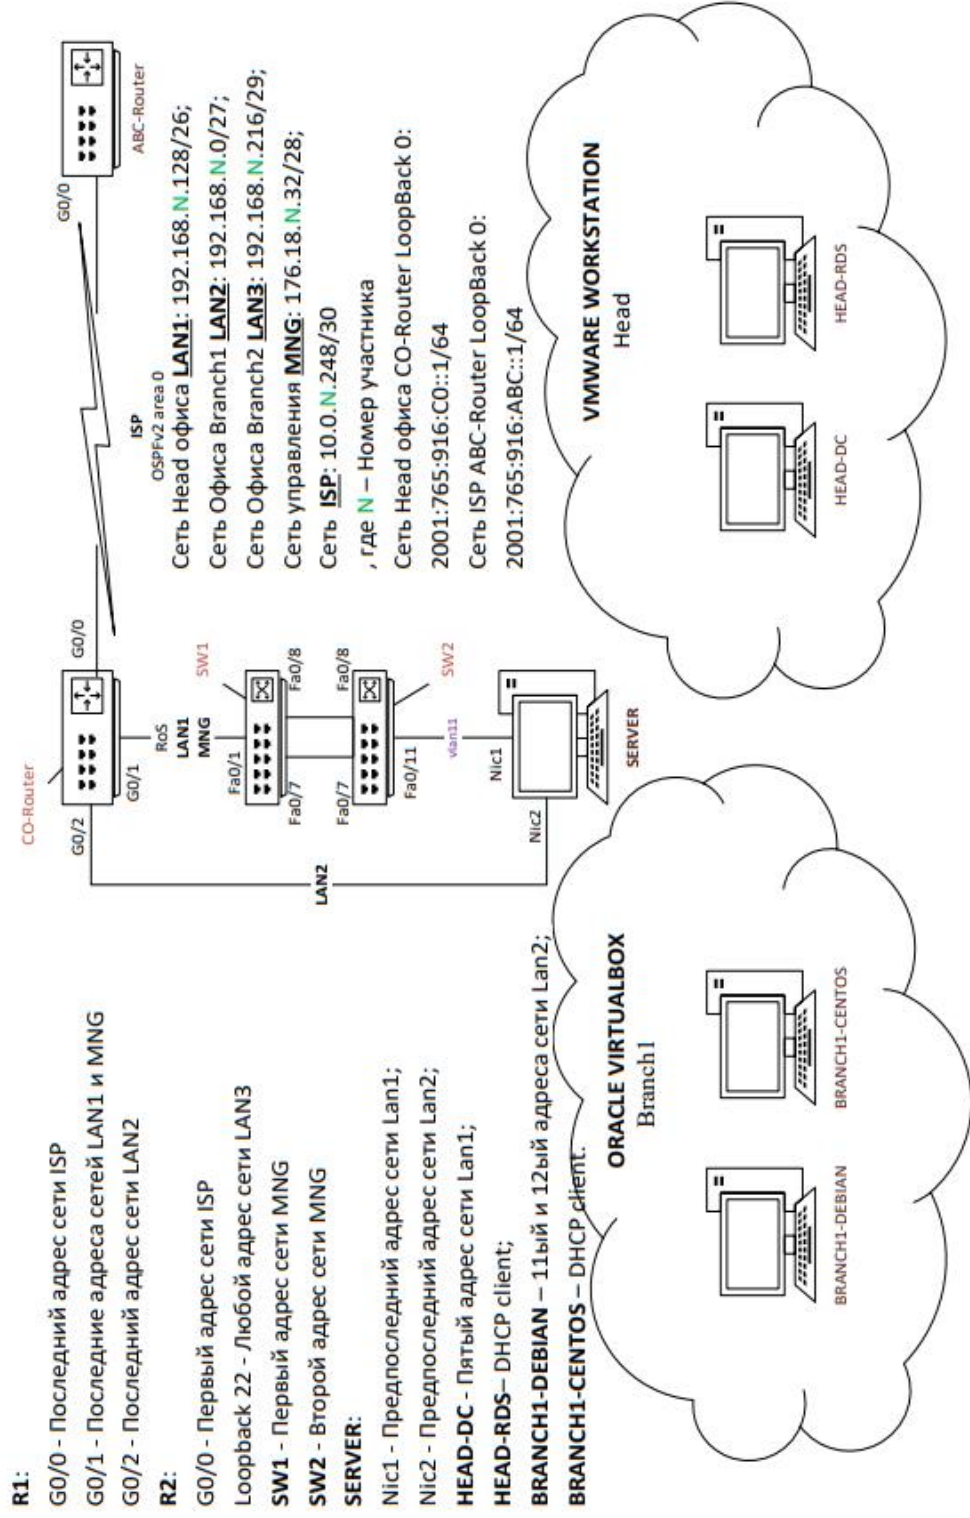 R1:
G0/0 - Последний адрес сети ISP
G0/1 - Последние адреса сетей LAN1 и MNG
G0/2 - Последний адрес сети LAN2
R2:
G0/0 - Первый адрес сети ISP
Loopback 22 - Любой адрес сети LAN3
SW1 - Первый адрес сети MNG
SW2 - Второй адрес сети MNG
SERVER:
Nic1 - Предпоследний адрес сети Lan1;
Nic2 - Предпоследний адрес сети Lan2;
HEAD-DC - Пятый адрес сети Lan1;
HEAD-RDS– DHCP client;
BRANCH1-DEBIAN – 11ый и 12ый адреса сети Lan2;
BRANCH1-CENTOS – DHCP client.
CO-Router
G0/2
G0/1
G0/0
RoS
LAN1
MNG
LAN2
SW1
Fa0/1
Fa0/7
Fa0/8
Fa0/7
Fa0/8
SW2
Fa0/11
vlan11
Nic1
Nic2
SERVER
ISP
OSPFv2 area 0
G0/0
ABC-Router
Сеть Head офиса LAN1: 192.168.N.128/26;
Сеть Офиса Branch1 LAN2: 192.168.N.0/27;
Сеть Офиса Branch2 LAN3: 192.168.N.216/29;
Сеть управления MNG: 176.18.N.32/28;
Сеть ISP: 10.0.N.248/30
, где N – Номер участника
Сеть Head офиса CO-Router LoopBack 0:
2001:765:916:C0::1/64
Сеть ISP ABC-Router LoopBack 0:
2001:765:916:ABC::1/64
ORACLE VIRTUALBOX
Branch1
BRANCH1-DEBIAN
BRANCH1-CENTOS
VMWARE WORKSTATION
Head
HEAD-DC
HEAD-RDS